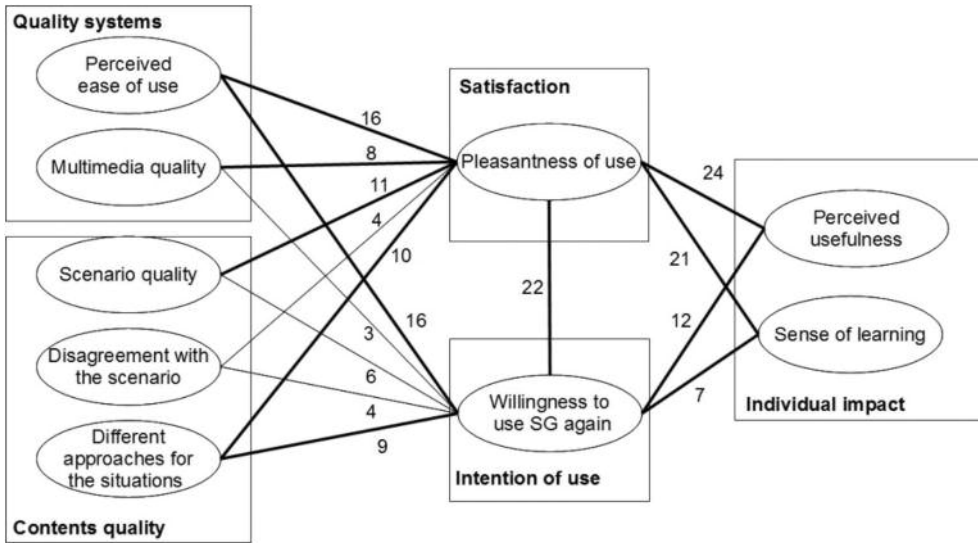 Quality systems
Perceived
ease of use
Multimedia quality
Scenario quality
Disagreement with
the scenario
Different
approaches for
the situations
Contents quality
16
8
11
4
10
16
3
6
4
9
Satisfaction
Pleasantness of use
22
Willingness to
use SG again
Intention of use
24
21
12
7
Perceived
usefulness
Sense of learning
Individual impact